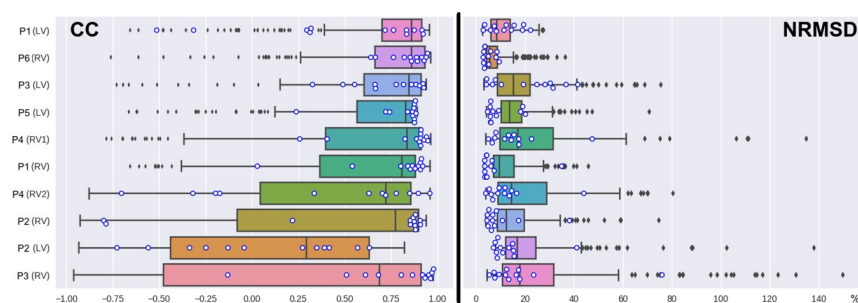 CC NRMSD
P1 (LV)
P6 (RV)
P3 (LV)
P5 (LV)
P4 (RV1)
P1 (RV)
P4 (RV2)
P2 (RV)
P2 (LV)
P3 (RV)
−1.00 −0.75 −0.50 −0.25 0.00 0.25 0.50 0.75 1.00 0 20 40 60 80 100 120 140 %